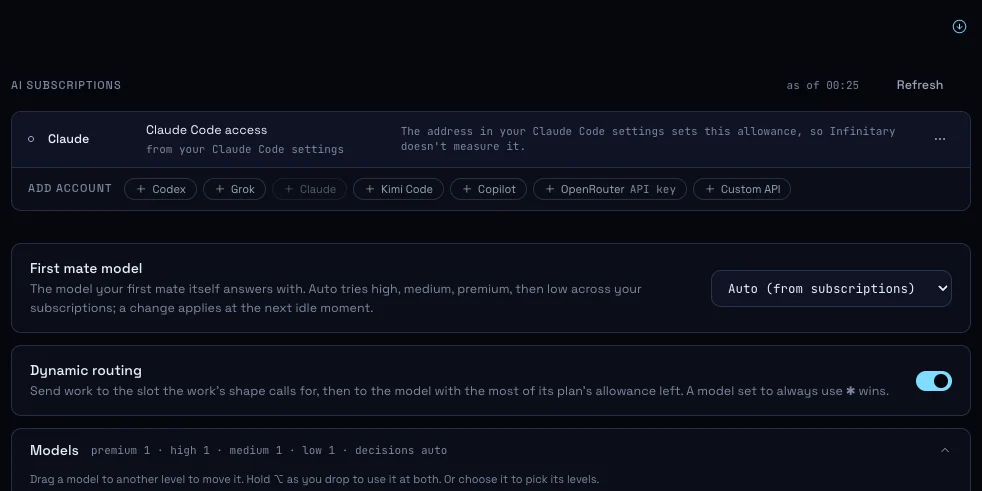 AI SUBSCRIPTIONS
as of 00:25
Refresh
Claude
Claude Code access
from your Claude Code settings
The address in your Claude Code settings sets this allowance, so Infinitary
doesn't measure it.
···
ADD ACCOUNT
+ Codex
+ Grok
+ Claude
+ Kimi Code
+ Copilot
+ OpenRouter API key
+ Custom API
First mate model
The model your first mate itself answers with. Auto tries high, medium, premium, then low across your
subscriptions; a change applies at the next idle moment.
Auto (from subscriptions)
Dynamic routing
Send work to the slot the work's shape calls for, then to the model with the most of its plan's allowance left. A model set to always use ✱ wins.
Models
premium 1 · high 1 · medium 1 · low 1 · decisions auto
Drag a model to another level to move it. Hold ⌥ as you drop to use it at both. Or choose it to pick its levels.